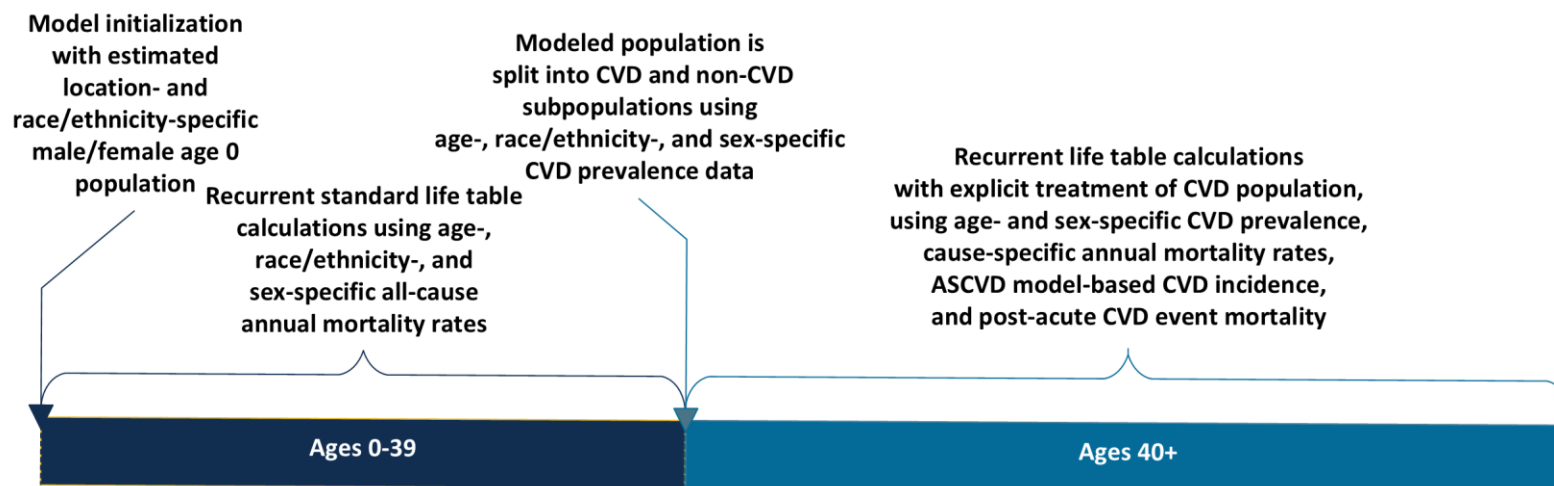 Model initialization
with estimated
location- and
race/ethnicity-specific
male/female age 0
population
Recurrent standard life table
calculations using age-,
race/ethnicity-, and
sex-specific all-cause
annual mortality rates
Modeled population is
split into CVD and non-CVD
subpopulations using
age-, race/ethnicity-, and sex-specific
CVD prevalence data
Recurrent life table calculations
with explicit treatment of CVD population,
using age- and sex-specific CVD prevalence,
cause-specific annual mortality rates,
ASCVD model-based CVD incidence,
and post-acute CVD event mortality
Ages 0-39
Ages 40+